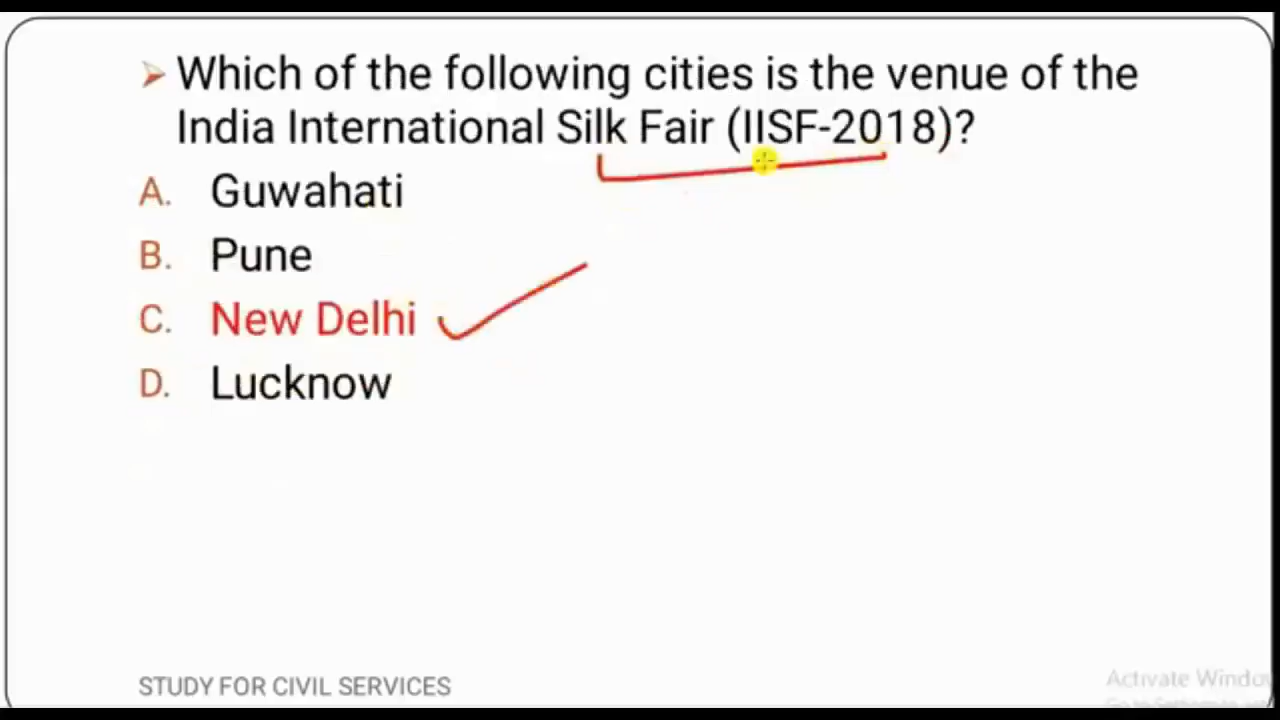 Which of the following cities is the venue of the
India International Silk Fair (IISF-2018)?
A. Guwahati
B. Pune
C. New Delhi
D. Lucknow
STUDY FOR CIVIL SERVICES
Activate Windo